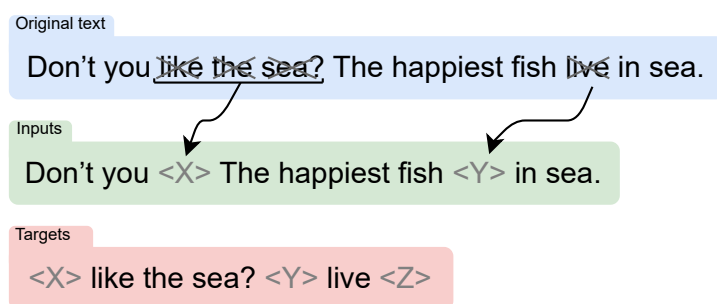 Original text
Don’t you like the sea? The happiest fish live in sea.
Inputs
Don’t you <X> The happiest fish <Y> in sea.
Targets
<X> like the sea? <Y> live <Z>